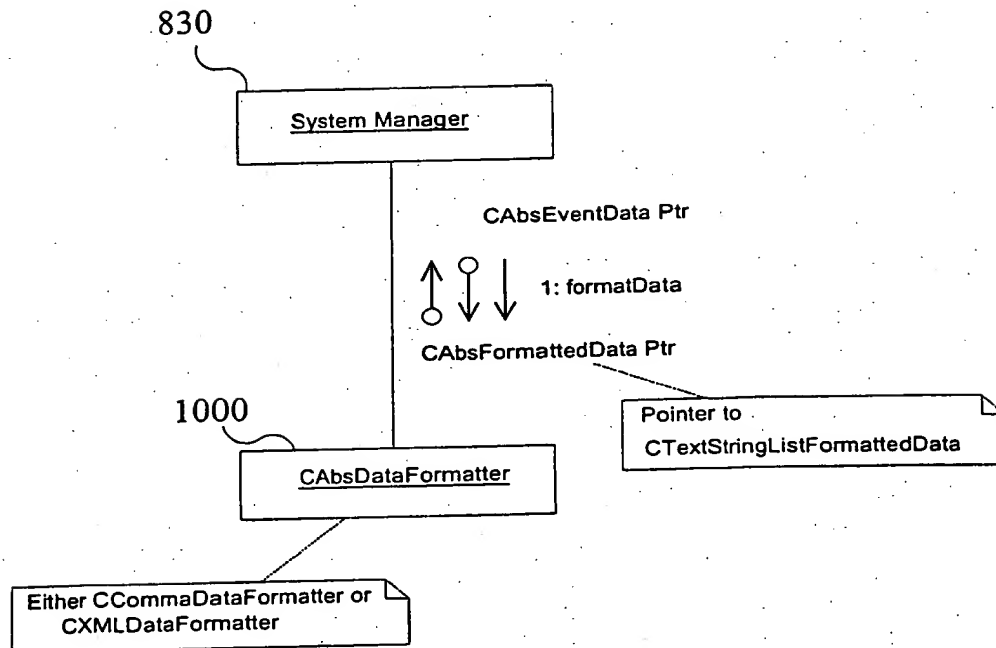 830
System Manager
CAbsEventData Ptr
1: formatData
CAbsFormattedData Ptr
1000
Pointer to
CTextStringListFormattedData
CAbsDataFormatter
Either CCommaDataFormatter or
CXMLDataFormatter